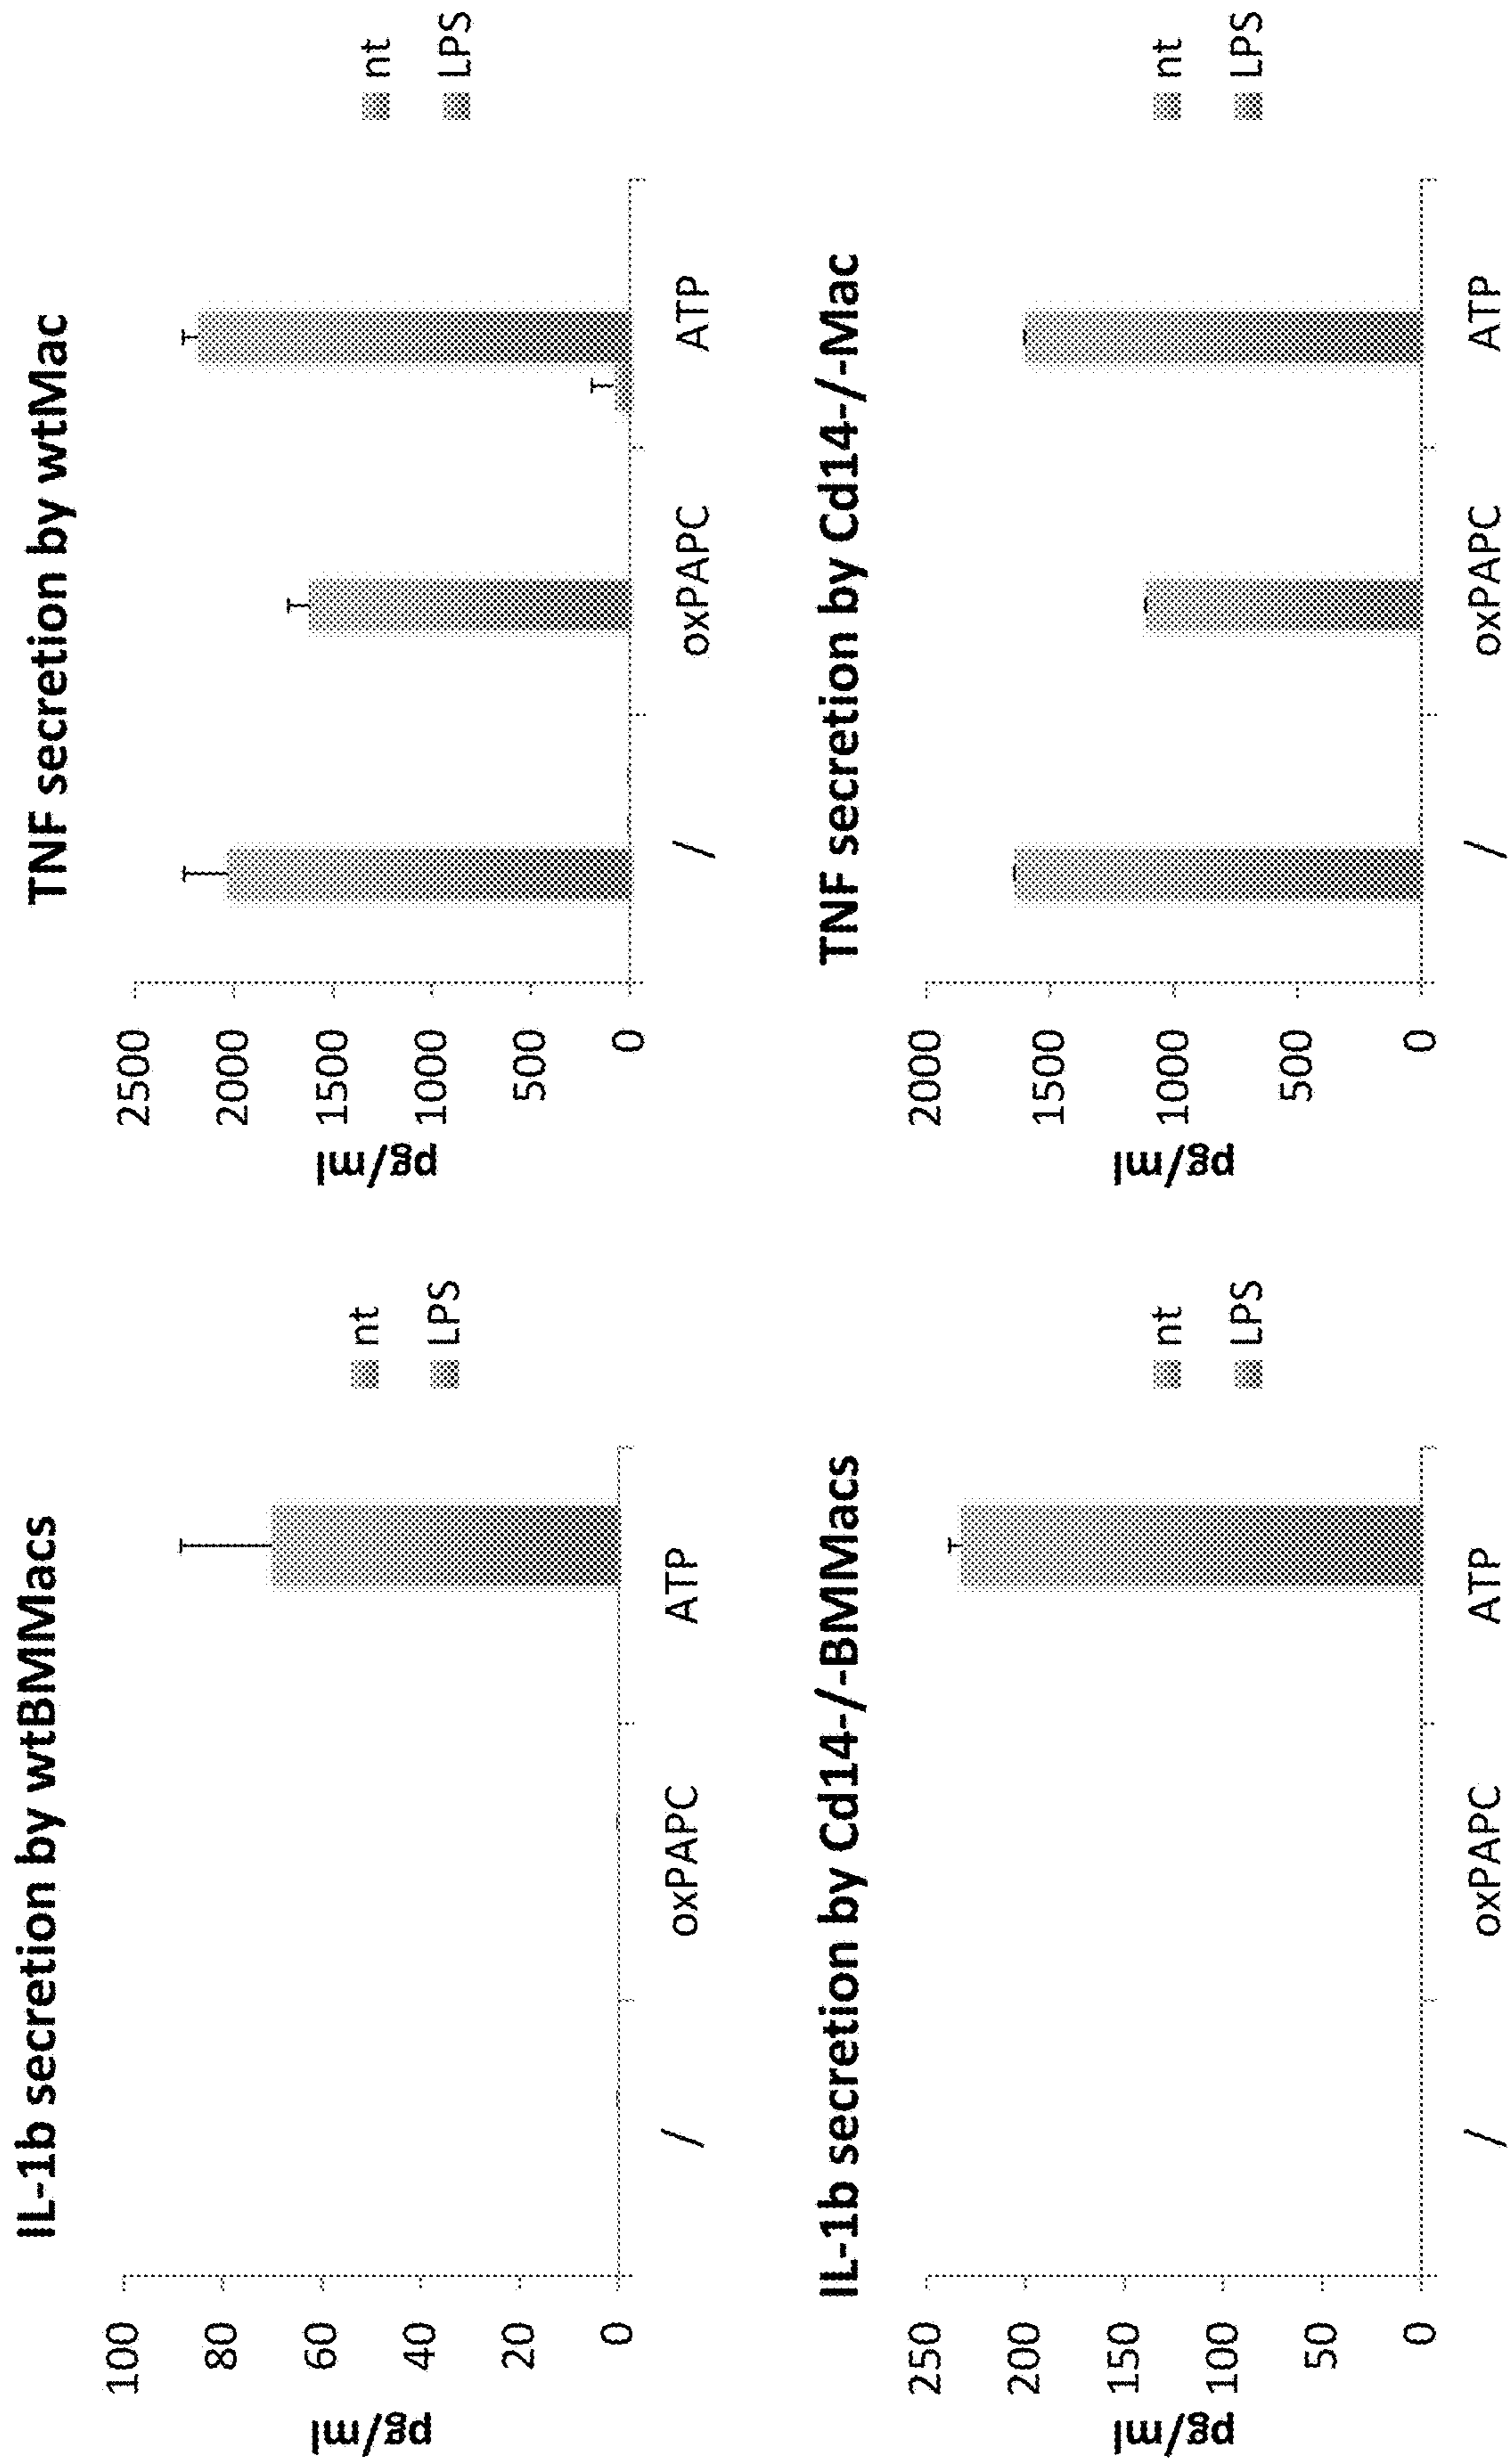 IL-1b secretion by wtBMMacs
pg/ml
100
80
60
40
20
0
/
oxPAPC
ATP
nt
LPS
TNF secretion by wtMac
pg/ml
2500
2000
1500
1000
500
0
/
oxPAPC
ATP
nt
LPS
IL-1b secretion by Cd14-/-BMMacs
pg/ml
250
200
150
100
50
0
/
oxPAPC
ATP
nt
LPS
TNF secretion by Cd14-/-Mac
pg/ml
2000
1500
1000
500
0
/
oxPAPC
ATP
nt
LPS